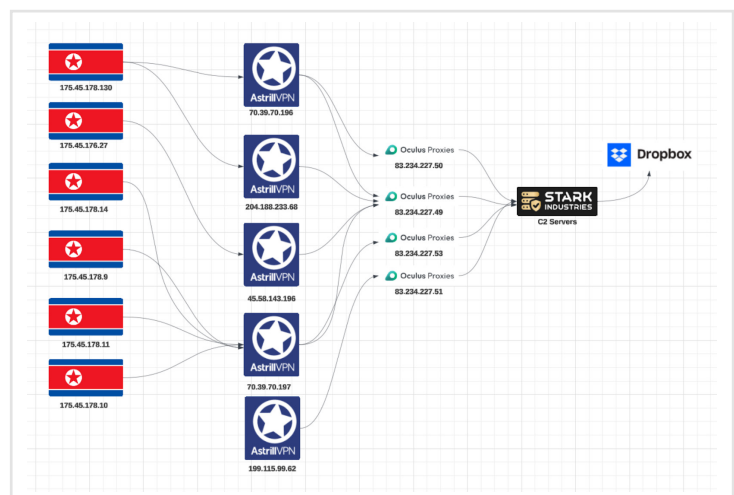 175.45.178.130
175.45.176.27
175.45.178.14
175.45.178.9
175.45.178.11
175.45.178.10
AstrillVPN
70.39.70.196
AstrillVPN
204.188.233.68
AstrillVPN
45.58.143.196
AstrillVPN
70.39.70.197
AstrillVPN
199.115.99.62
Oculus Proxies
83.234.227.50
Oculus Proxies
83.234.227.49
Oculus Proxies
83.234.227.53
Oculus Proxies
83.234.227.51
STARK
INDUSTRIES
C2 Servers
Dropbox